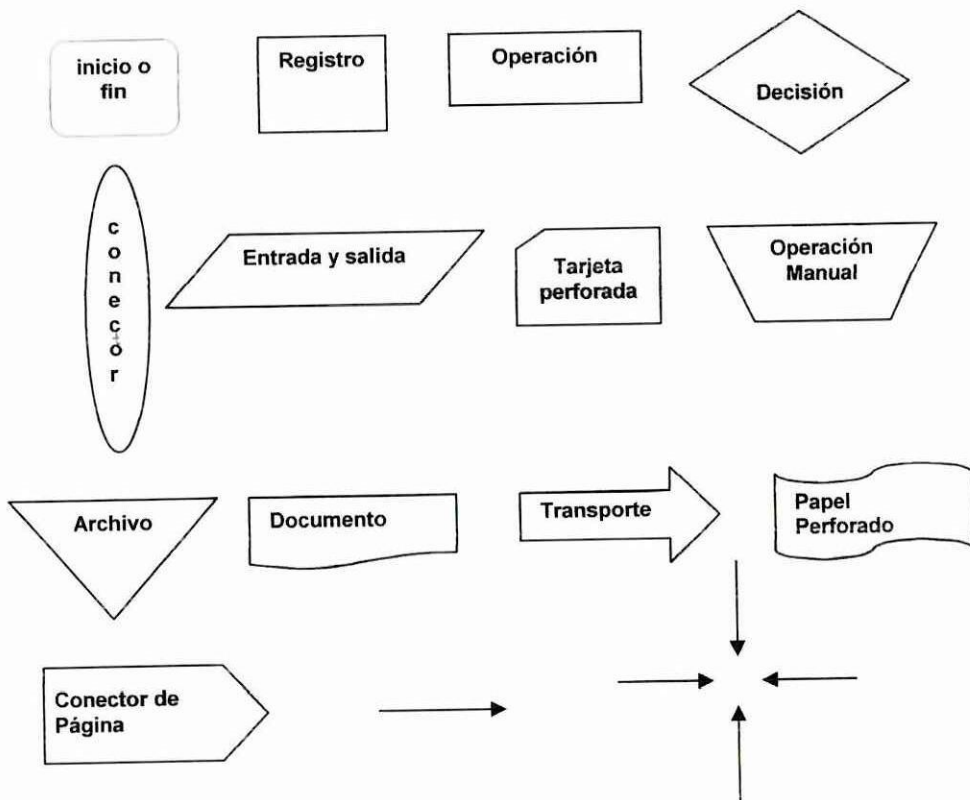 inicio o
fin
Registro
Operación
Decisión
conector
Entrada y salida
Tarjeta
perforada
Operación
Manual
Archivo
Documento
Transporte
Papel
Perforado
Conector de
Página